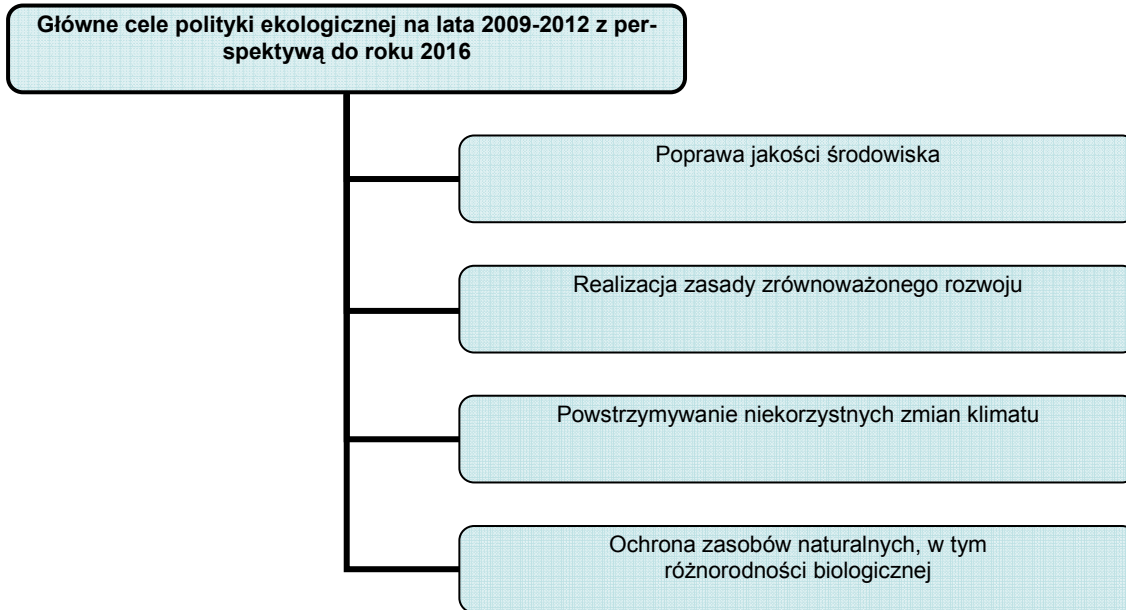 Główne cele polityki ekologicznej na lata 2009-2012 z per-
spektywą do roku 2016
Poprawa jakości środowiska
Realizacja zasady zrównoważonego rozwoju
Powstrzymywanie niekorzystnych zmian klimatu
Ochrona zasobów naturalnych, w tym
różnorodności biologicznej